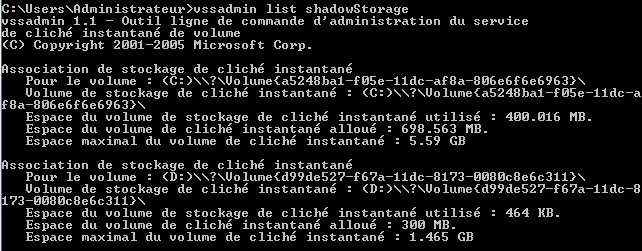 C:\Users\Administrateur>vssadmin list shadowStorage
vssadmin 1.1 - Outil ligne de commande d'administration du service
de cliché instantané de volume
(C) Copyright 2001-2005 Microsoft Corp.
Association de stockage de cliché instantané
Pour le volume : (C:)\\?\Volume{a5248ba1-f05e-11dc-af8a-806e6f6e6963}\
Volume de stockage de cliché instantané : (C:)\\?\Volume{a5248ba1-f05e-11dc-a
f8a-806e6f6e6963}\
Espace du volume de stockage de cliché instantané utilisé : 400.016 MB.
Espace du volume de stockage de cliché instantané alloué : 698.563 MB.
Espace maximal du volume de cliché instantané : 5.59 GB
Association de stockage de cliché instantané
Pour le volume : (D:)\\?\Volume{d99de527-f67a-11dc-8173-0080c8e6c311}\
Volume de stockage de cliché instantané : (D:)\\?\Volume{d99de527-f67a-11dc-8
173-0080c8e6c311}\
Espace du volume de stockage de cliché instantané utilisé : 464 KB.
Espace du volume de stockage de cliché instantané alloué : 300 MB.
Espace maximal du volume de cliché instantané : 1.465 GB